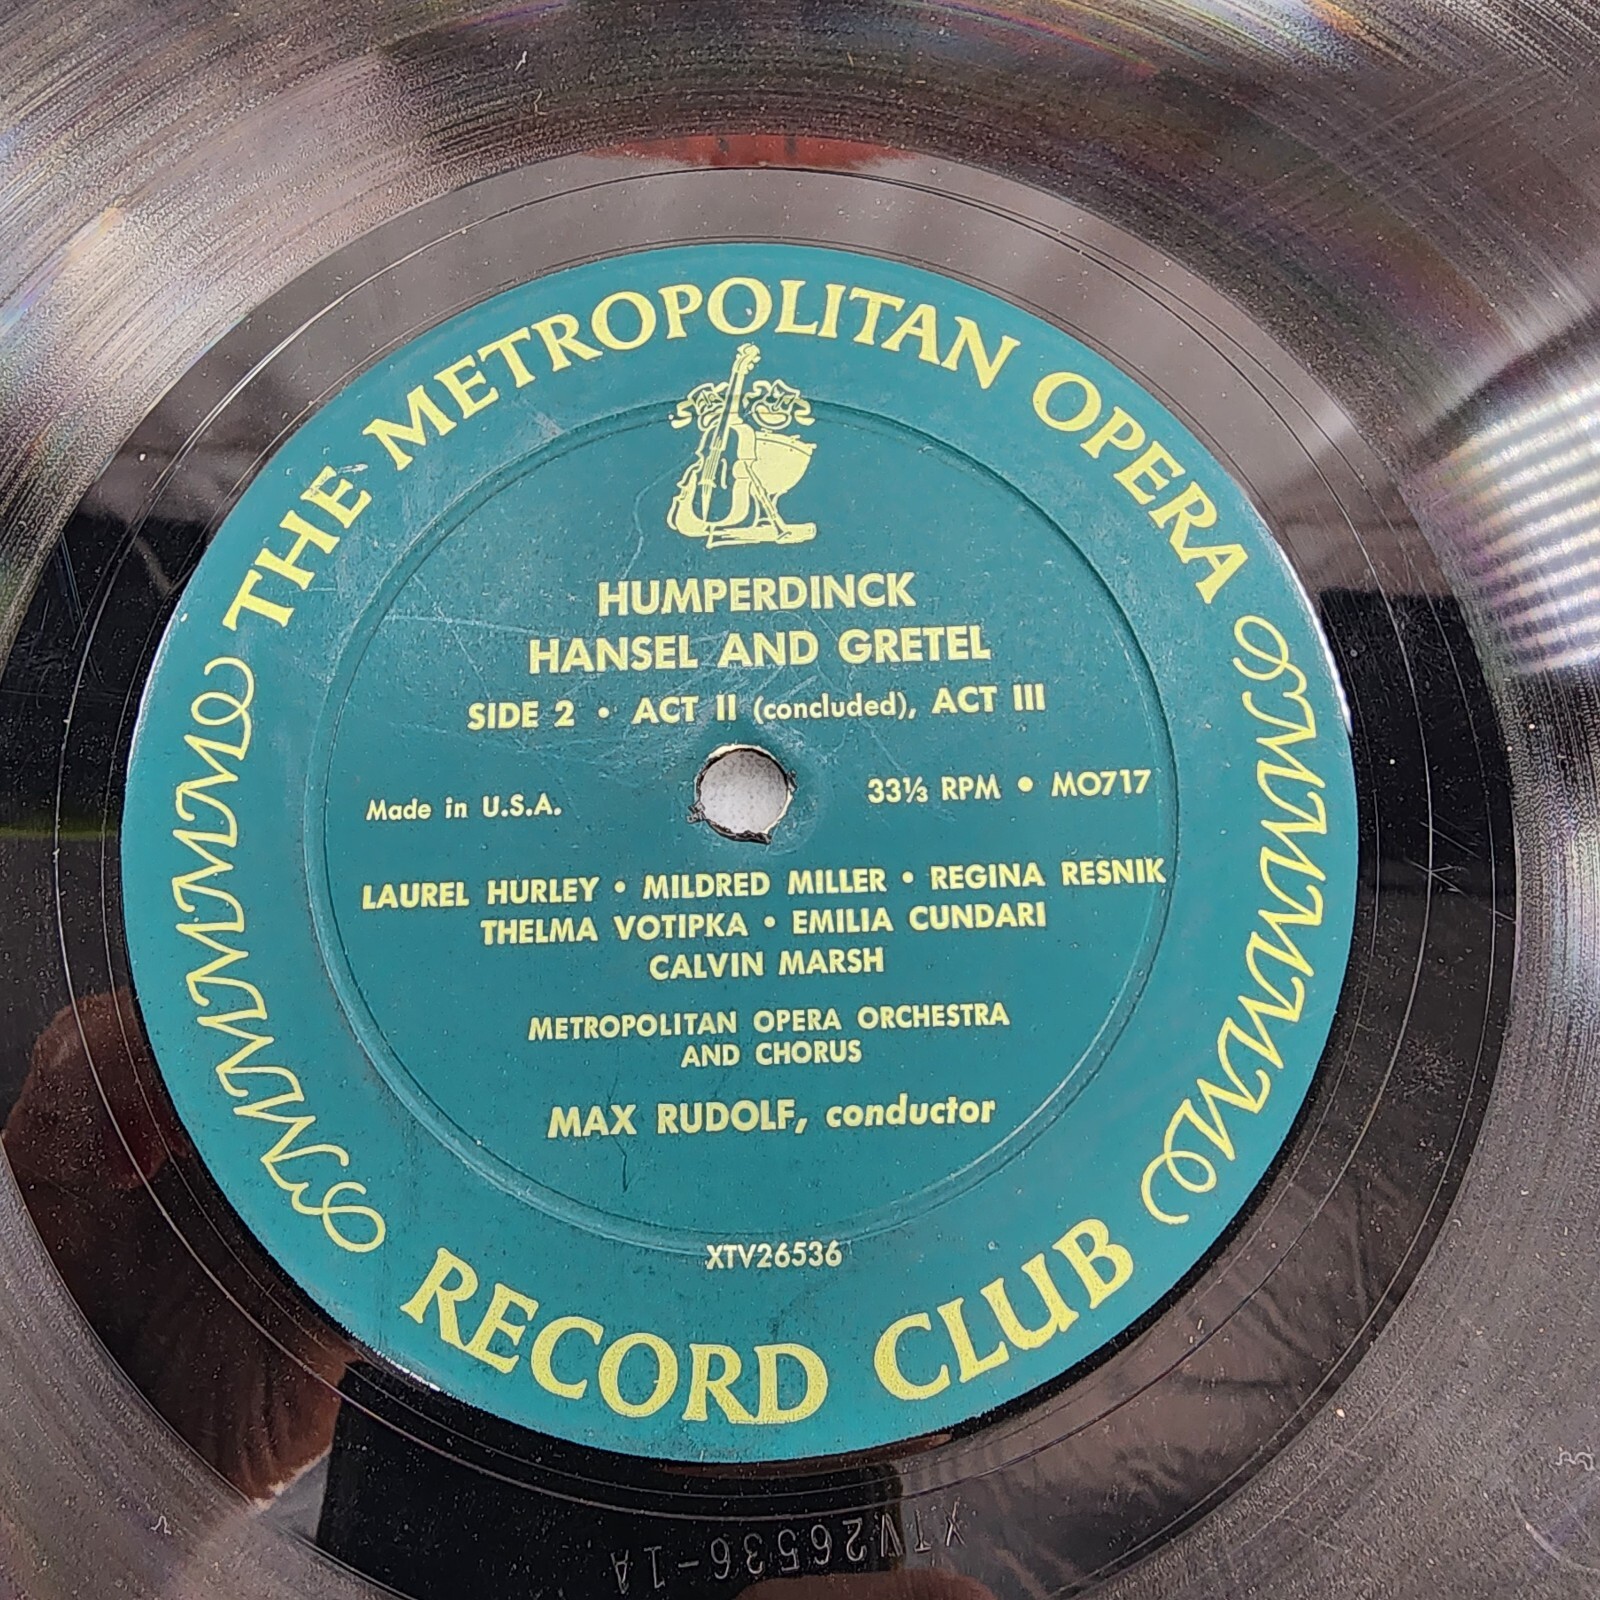 THE METROPOLITAN OPERA
HUMPERDINCK
HANSEL AND GRETEL
SIDE 2 • ACT II (concluded), ACT III
Made in U.S.A.
33⅓ RPM • MO717
LAUREL HURLEY • MILDRED MILLER • REGINA RESNIK
THELMA VOTIPKA • EMILIA CUNDARI
CALVIN MARSH
METROPOLITAN OPERA ORCHESTRA
AND CHORUS
MAX RUDOLF, conductor
XTV26536
RECORD CLUB
XTV26536-1A